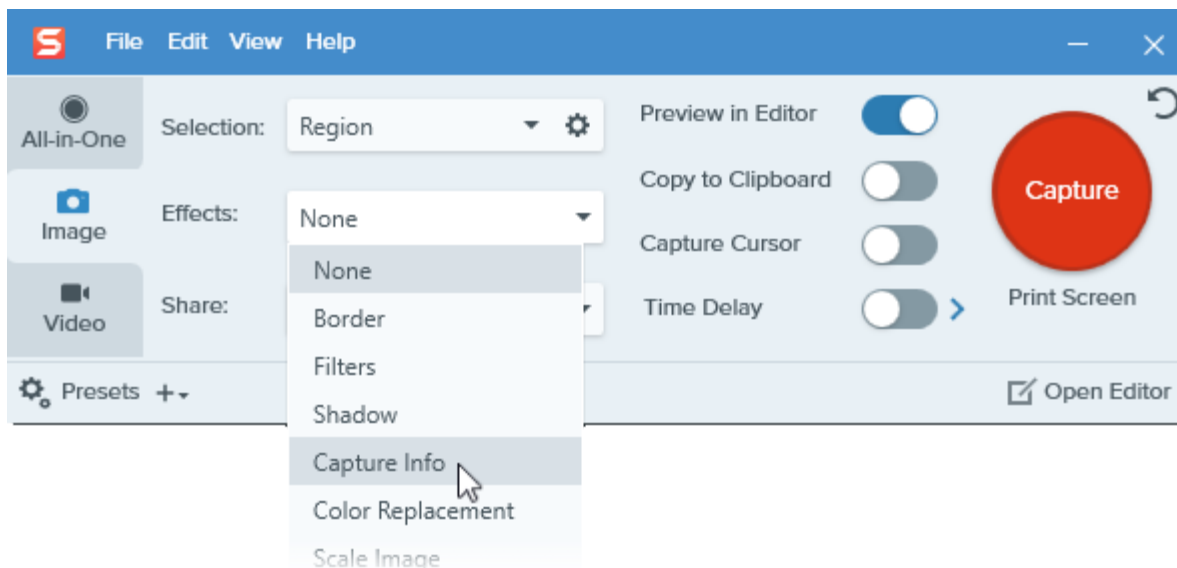 S File Edit View Help
All-in-One
Selection: Region
Preview in Editor
Copy to Clipboard
Image
Effects: None
Capture
Capture Cursor
None
Print Screen
Video
Share:
Border
Time Delay
Filters
Presets
Open Editor
Shadow
Capture Info
Color Replacement
Scale Image